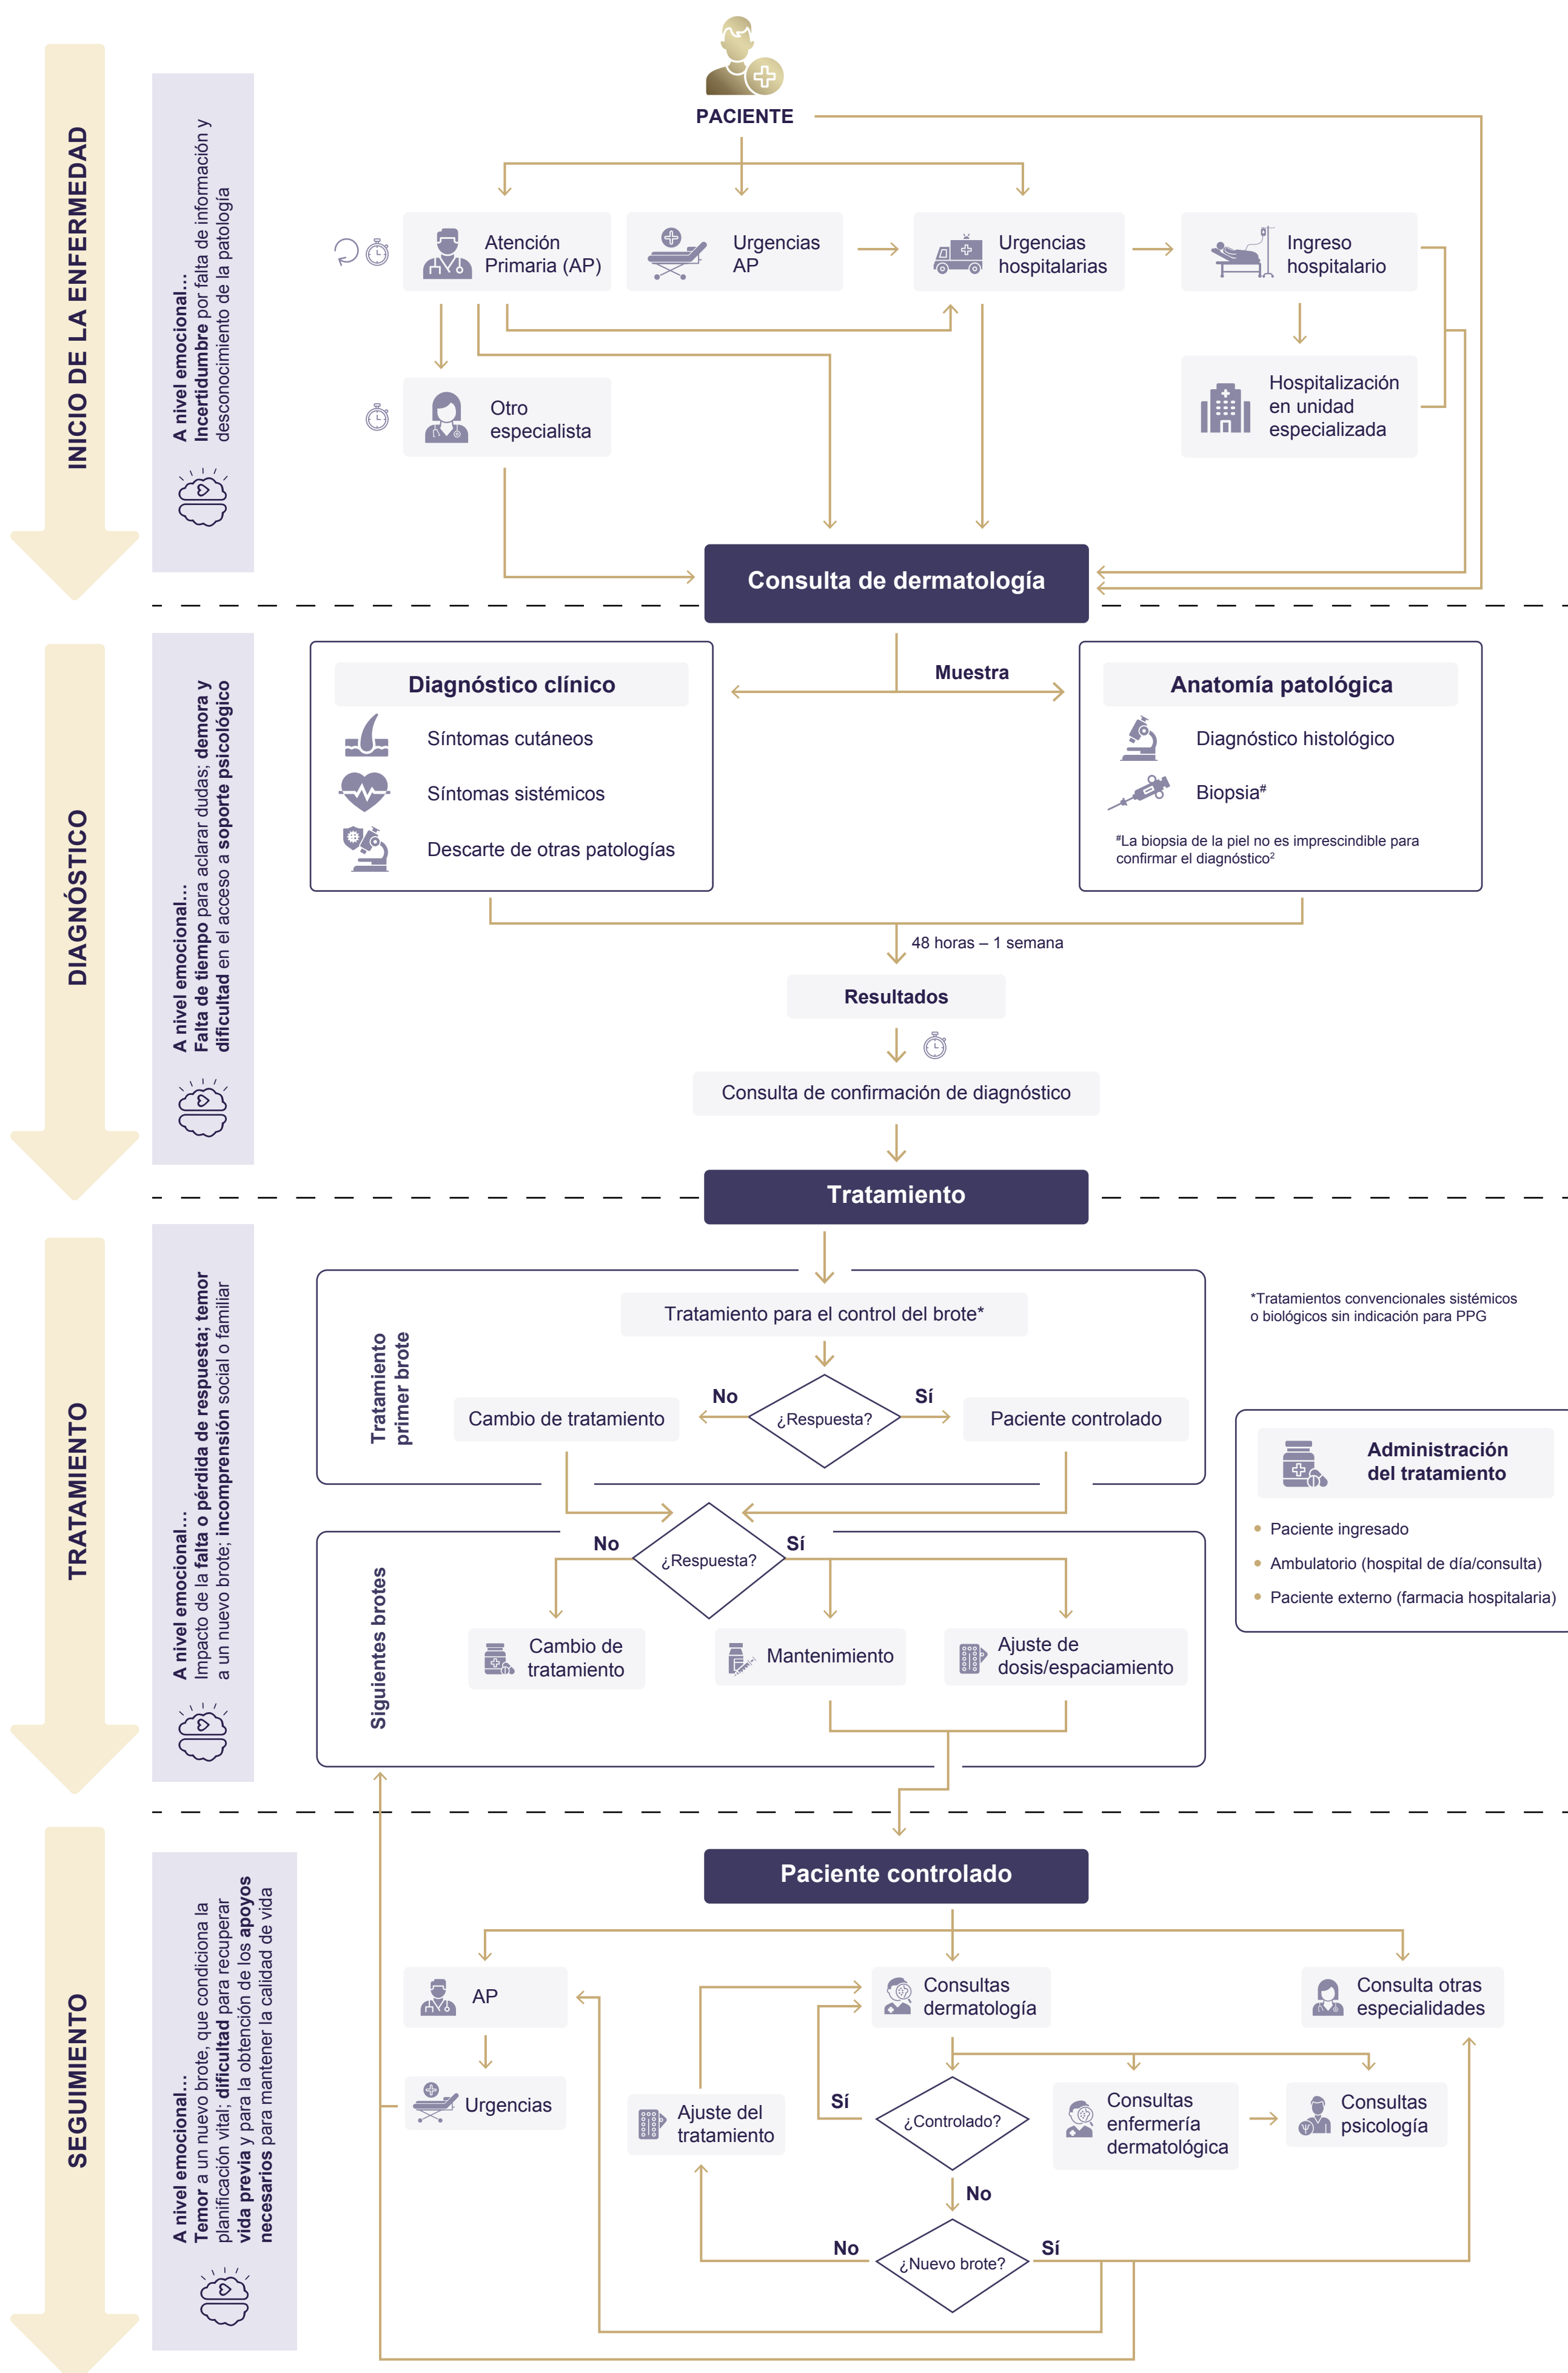 PACIENTE
INICIO DE LA ENFERMEDAD
A nivel emocional...
Incertidumbre por falta de información y
desconocimiento de la patología
Atención
Primaria (AP)
Urgencias
AP
Urgencias
hospitalarias
Ingreso
hospitalario
Otro
especialista
Hospitalización
en unidad
especializada
Consulta de dermatología
DIAGNÓSTICO
A nivel emocional...
Falta de tiempo para aclarar dudas; demora y
dificultad en el acceso a soporte psicológico
Muestra
Diagnóstico clínico
Síntomas cutáneos
Síntomas sistémicos
Descarte de otras patologías
Anatomía patológica
Diagnóstico histológico
Biopsia#
#La biopsia de la piel no es imprescindible para
confirmar el diagnóstico2
48 horas – 1 semana
Resultados
Consulta de confirmación de diagnóstico
Tratamiento
TRATAMIENTO
A nivel emocional...
Impacto de la falta o pérdida de respuesta; temor
a un nuevo brote; incomprensión social o familiar
Tratamiento
primer brote
Tratamiento para el control del brote*
No
¿Respuesta?
Sí
Cambio de tratamiento
Paciente controlado
*Tratamientos convencionales sistémicos
o biológicos sin indicación para PPG
Administración
del tratamiento
• Paciente ingresado
• Ambulatorio (hospital de día/consulta)
• Paciente externo (farmacia hospitalaria)
Siguientes brotes
No
¿Respuesta?
Sí
Cambio de
tratamiento
Mantenimiento
Ajuste de
dosis/espaciamiento
Paciente controlado
SEGUIMIENTO
A nivel emocional...
Temor a un nuevo brote, que condiciona la
planificación vital; dificultad para recuperar
vida previa y para la obtención de los apoyos
necesarios para mantener la calidad de vida
AP
Consultas
dermatología
Consulta otras
especialidades
Urgencias
Ajuste del
tratamiento
Sí
¿Controlado?
Consultas
enfermería
dermatológica
Consultas
psicología
No
No
¿Nuevo brote?
Sí